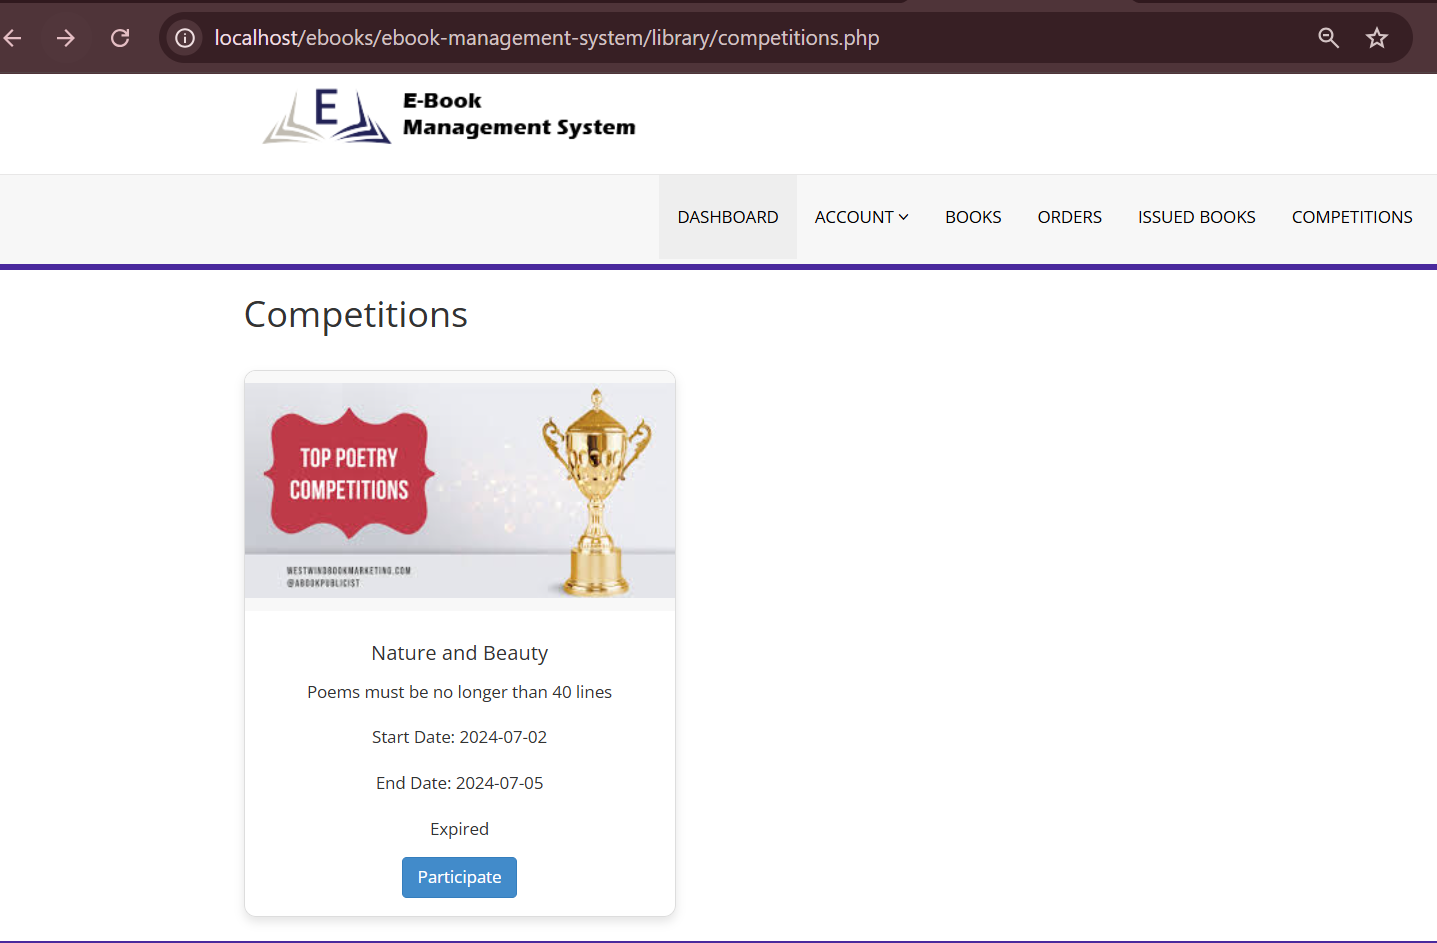 localhost/ebooks/ebook-management-system/library/competitions.php
E
E-Book
Management System
DASHBOARD ACCOUNT BOOKS ORDERS ISSUED BOOKS COMPETITIONS
Competitions
TOP POETRY
COMPETITIONS
WESTWINDBOOKMARKETING.COM
@ABOOKPUBLICIST
Nature and Beauty
Poems must be no longer than 40 lines
Start Date: 2024-07-02
End Date: 2024-07-05
Expired
Participate